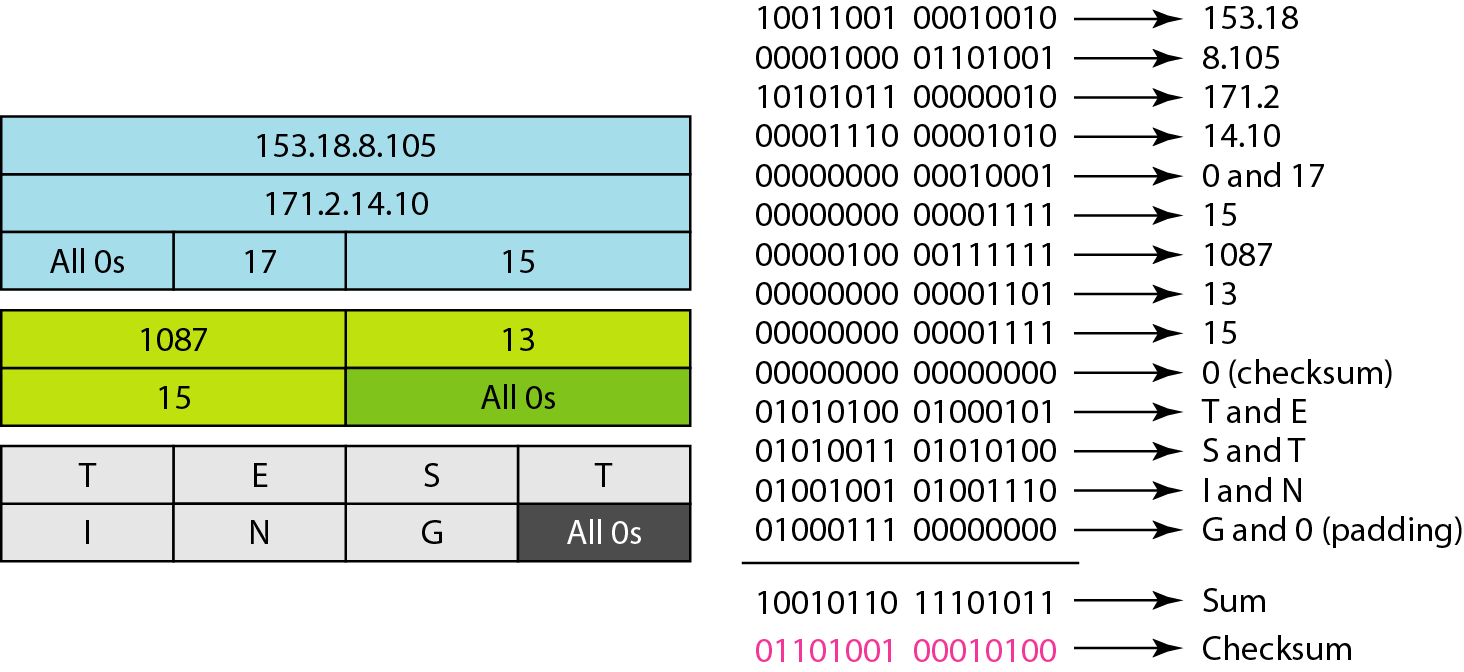 153.18.8.105
171.2.14.10
All 0s 17 15
1087 13
15 All 0s
T E S T
I N G All 0s
10011001 00010010 153.18
00001000 01101001 8.105
10101011 00000010 171.2
00001110 00001010 14.10
00000000 00010001 0 and 17
00000000 00001111 15
00000100 00111111 1087
00000000 00001101 13
00000000 00001111 15
00000000 00000000 0 (checksum)
01010100 01000101 T and E
01010011 01010100 S and T
01001001 01001110 I and N
01000111 00000000 G and 0 (padding)
10010110 11101011 Sum
01101001 00010100 Checksum